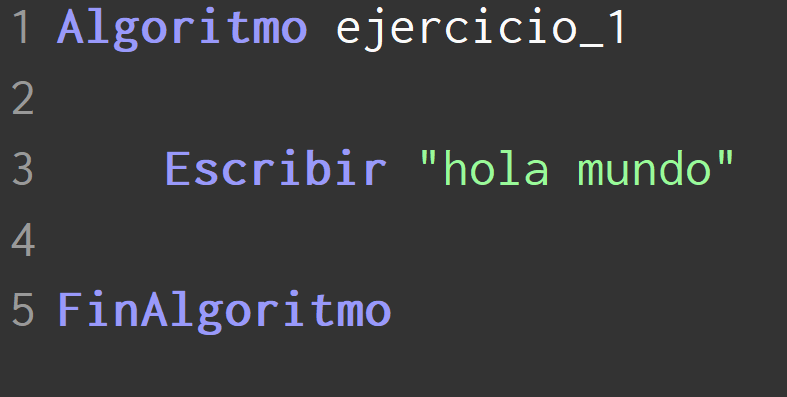 1 Algoritmo ejercicio_1
2
3 Escribir "hola mundo"
4
5 FinAlgoritmo